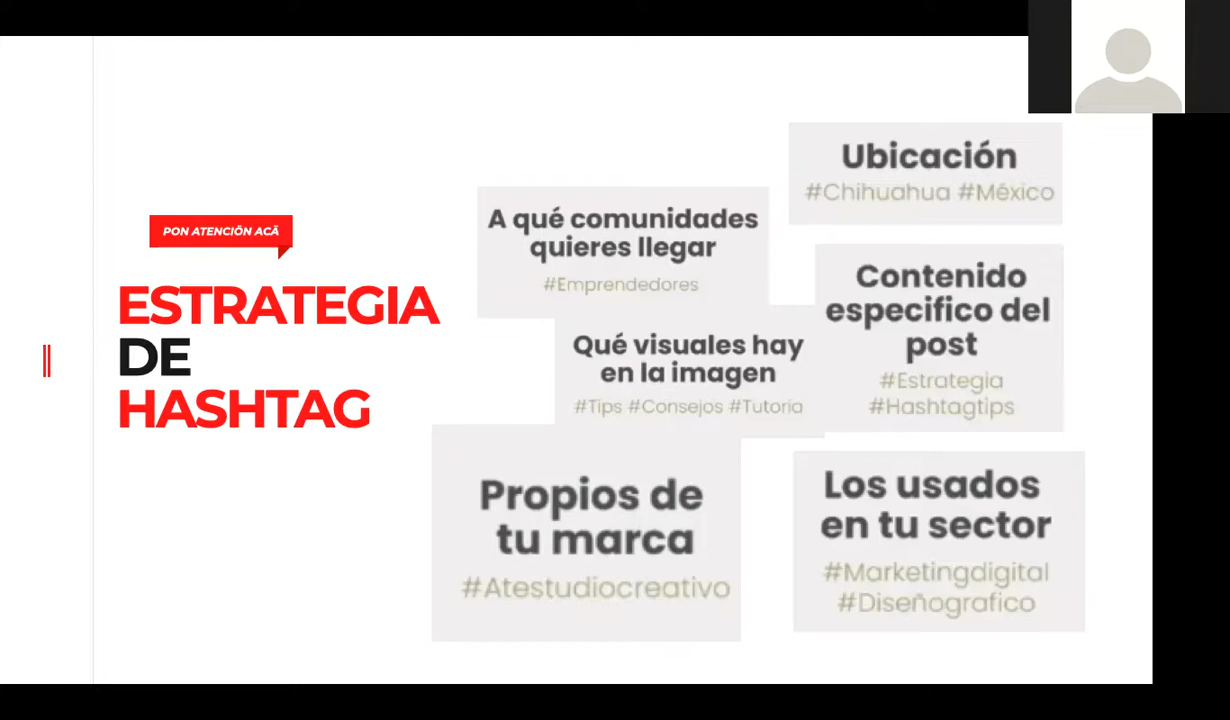 PON ATENCIÓN ACÁ
ESTRATEGIA
DE
HASHTAG
Ubicación
#Chihuahua #México
A qué comunidades
quieres llegar
#Emprendedores
Contenido
especifico del
post
#Estrategia
#Hashtagtips
Qué visuales hay
en la imagen
#Tips #Consejos #Tutoria
Propios de
tu marca
#Atestudiocreativo
Los usados
en tu sector
#Marketingdigital
#Diseñografico